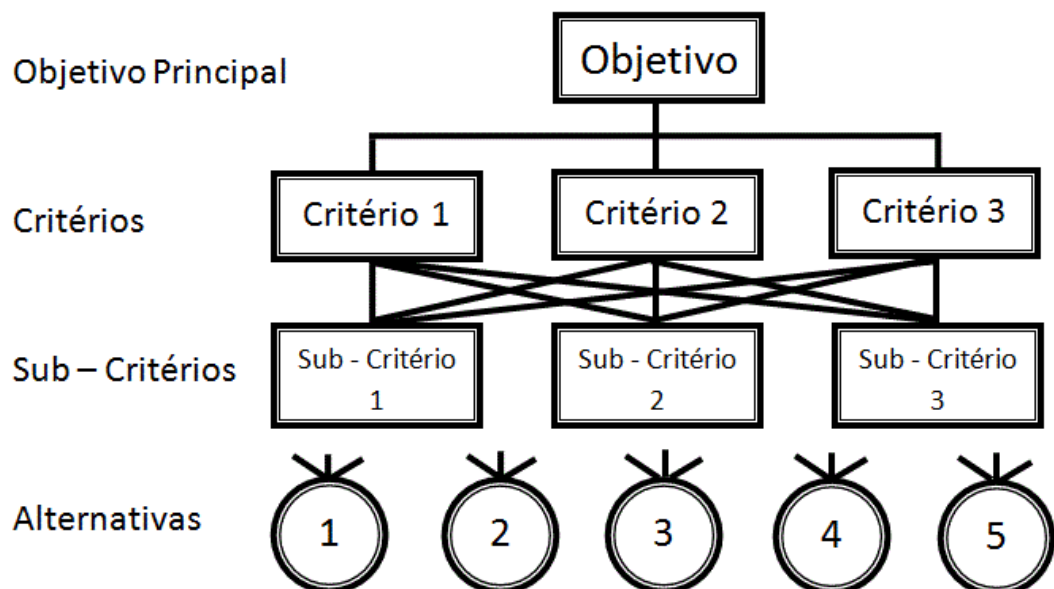 Objetivo Principal
Objetivo
Critérios
Critério 1
Critério 2
Critério 3
Sub – Critérios
Sub - Critério
1
Sub - Critério
2
Sub - Critério
3
Alternativas
1
2
3
4
5